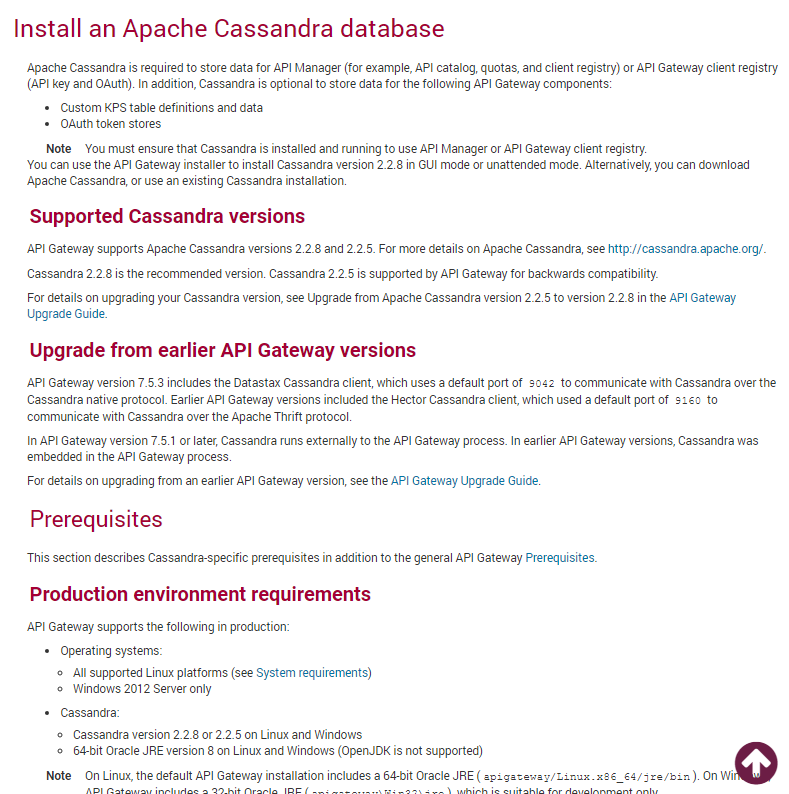 Install an Apache Cassandra database
Apache Cassandra is required to store data for API Manager (for example, API catalog, quotas, and client registry) or API Gateway client registry
(API key and OAuth). In addition, Cassandra is optional to store data for the following API Gateway components:
• Custom KPS table definitions and data
• OAuth token stores
Note You must ensure that Cassandra is installed and running to use API Manager or API Gateway client registry.
You can use the API Gateway installer to install Cassandra version 2.2.8 in GUI mode or unattended mode. Alternatively, you can download
Apache Cassandra, or use an existing Cassandra installation.
Supported Cassandra versions
API Gateway supports Apache Cassandra versions 2.2.8 and 2.2.5. For more details on Apache Cassandra, see http://cassandra.apache.org/.
Cassandra 2.2.8 is the recommended version. Cassandra 2.2.5 is supported by API Gateway for backwards compatibility.
For details on upgrading your Cassandra version, see Upgrade from Apache Cassandra version 2.2.5 to version 2.2.8 in the API Gateway
Upgrade Guide.
Upgrade from earlier API Gateway versions
API Gateway version 7.5.3 includes the Datastax Cassandra client, which uses a default port of 9042 to communicate with Cassandra over the
Cassandra native protocol. Earlier API Gateway versions included the Hector Cassandra client, which used a default port of 9160 to
communicate with Cassandra over the Apache Thrift protocol.
In API Gateway version 7.5.1 or later, Cassandra runs externally to the API Gateway process. In earlier API Gateway versions, Cassandra was
embedded in the API Gateway process.
For details on upgrading from an earlier API Gateway version, see the API Gateway Upgrade Guide.
Prerequisites
This section describes Cassandra-specific prerequisites in addition to the general API Gateway Prerequisites.
Production environment requirements
API Gateway supports the following in production:
• Operating systems:
◦ All supported Linux platforms (see System requirements)
◦ Windows 2012 Server only
• Cassandra:
◦ Cassandra version 2.2.8 or 2.2.5 on Linux and Windows
◦ 64-bit Oracle JRE version 8 on Linux and Windows (OpenJDK is not supported)
Note On Linux, the default API Gateway installation includes a 64-bit Oracle JRE ( apigateway/Linux.x86_64/jre/bin ). On
API Gateway includes a 32-bit Oracle JRE ( apigateway\Win32\jre ), which is suitable for development only.